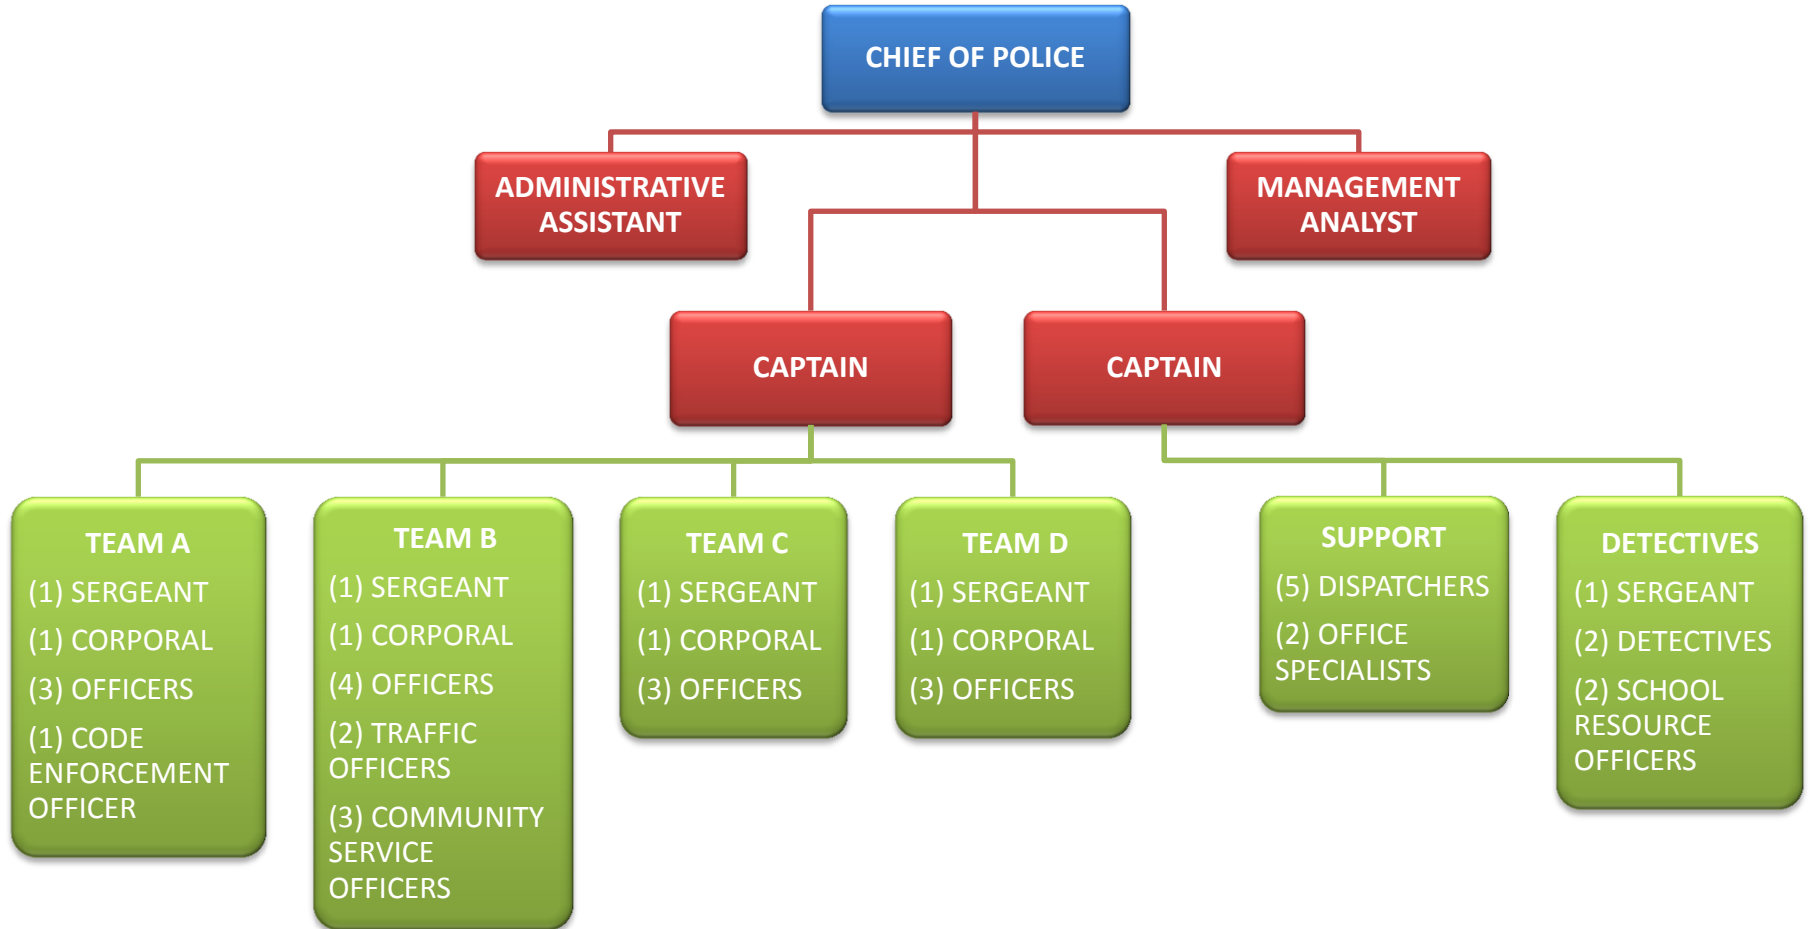 CHIEF OF POLICE
ADMINISTRATIVE
ASSISTANT
MANAGEMENT
ANALYST
CAPTAIN
CAPTAIN
TEAM A
(1) SERGEANT
(1) CORPORAL
(3) OFFICERS
(1) CODE
ENFORCEMENT
OFFICER
TEAM B
(1) SERGEANT
(1) CORPORAL
(4) OFFICERS
(2) TRAFFIC
OFFICERS
(3) COMMUNITY
SERVICE
OFFICERS
TEAM C
(1) SERGEANT
(1) CORPORAL
(3) OFFICERS
TEAM D
(1) SERGEANT
(1) CORPORAL
(3) OFFICERS
SUPPORT
(5) DISPATCHERS
(2) OFFICE
SPECIALISTS
DETECTIVES
(1) SERGEANT
(2) DETECTIVES
(2) SCHOOL
RESOURCE
OFFICERS